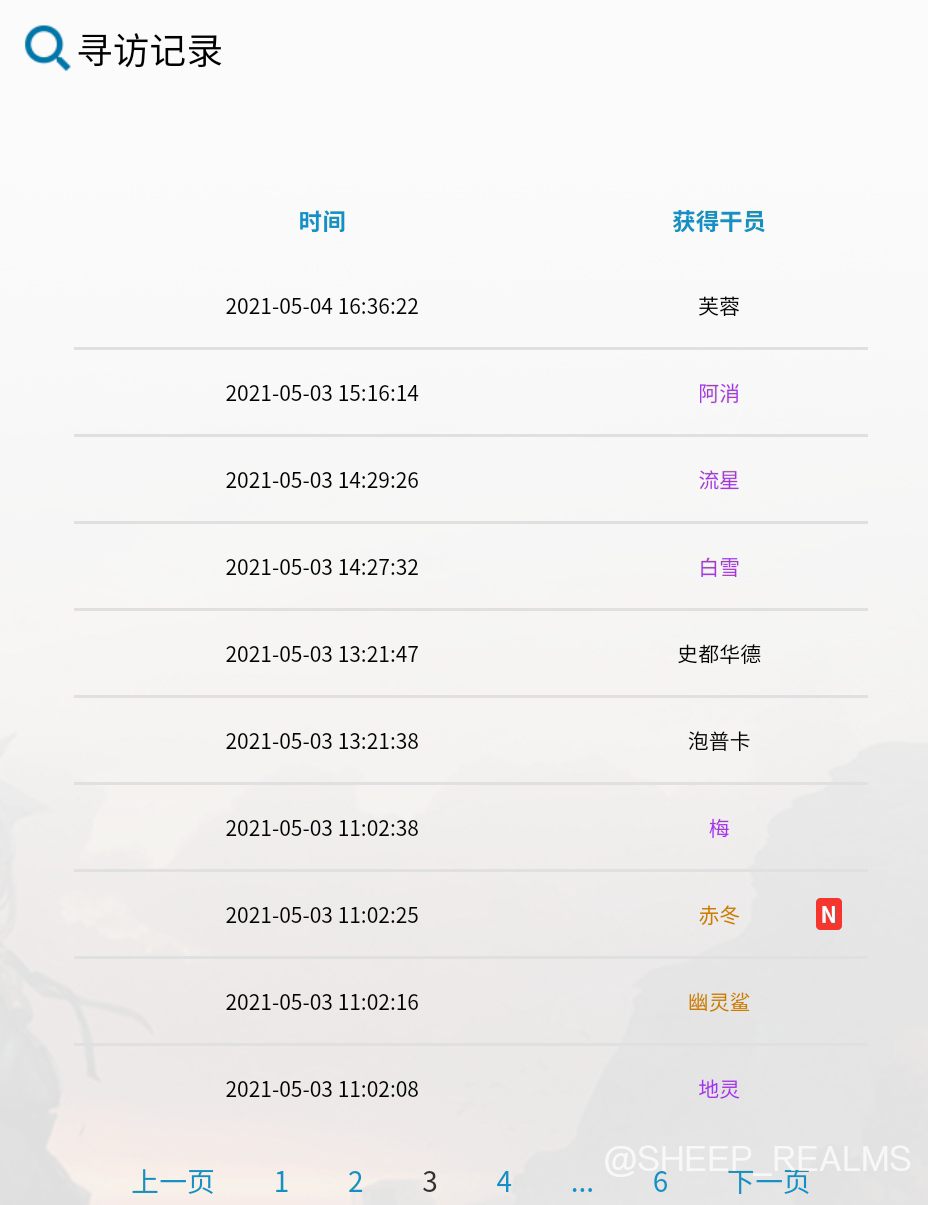 寻访记录
时间 获得干员
2021-05-04 16:36:22 芙蓉
2021-05-03 15:16:14 阿消
2021-05-03 14:29:26 流星
2021-05-03 14:27:32 白雪
2021-05-03 13:21:47 史都华德
2021-05-03 13:21:38 泡普卡
2021-05-03 11:02:38 梅
2021-05-03 11:02:25 赤冬 N
2021-05-03 11:02:16 幽灵鲨
2021-05-03 11:02:08 地灵
@SHEEP_REALMS
上一页 1 2 3 4 ... 6 下一页